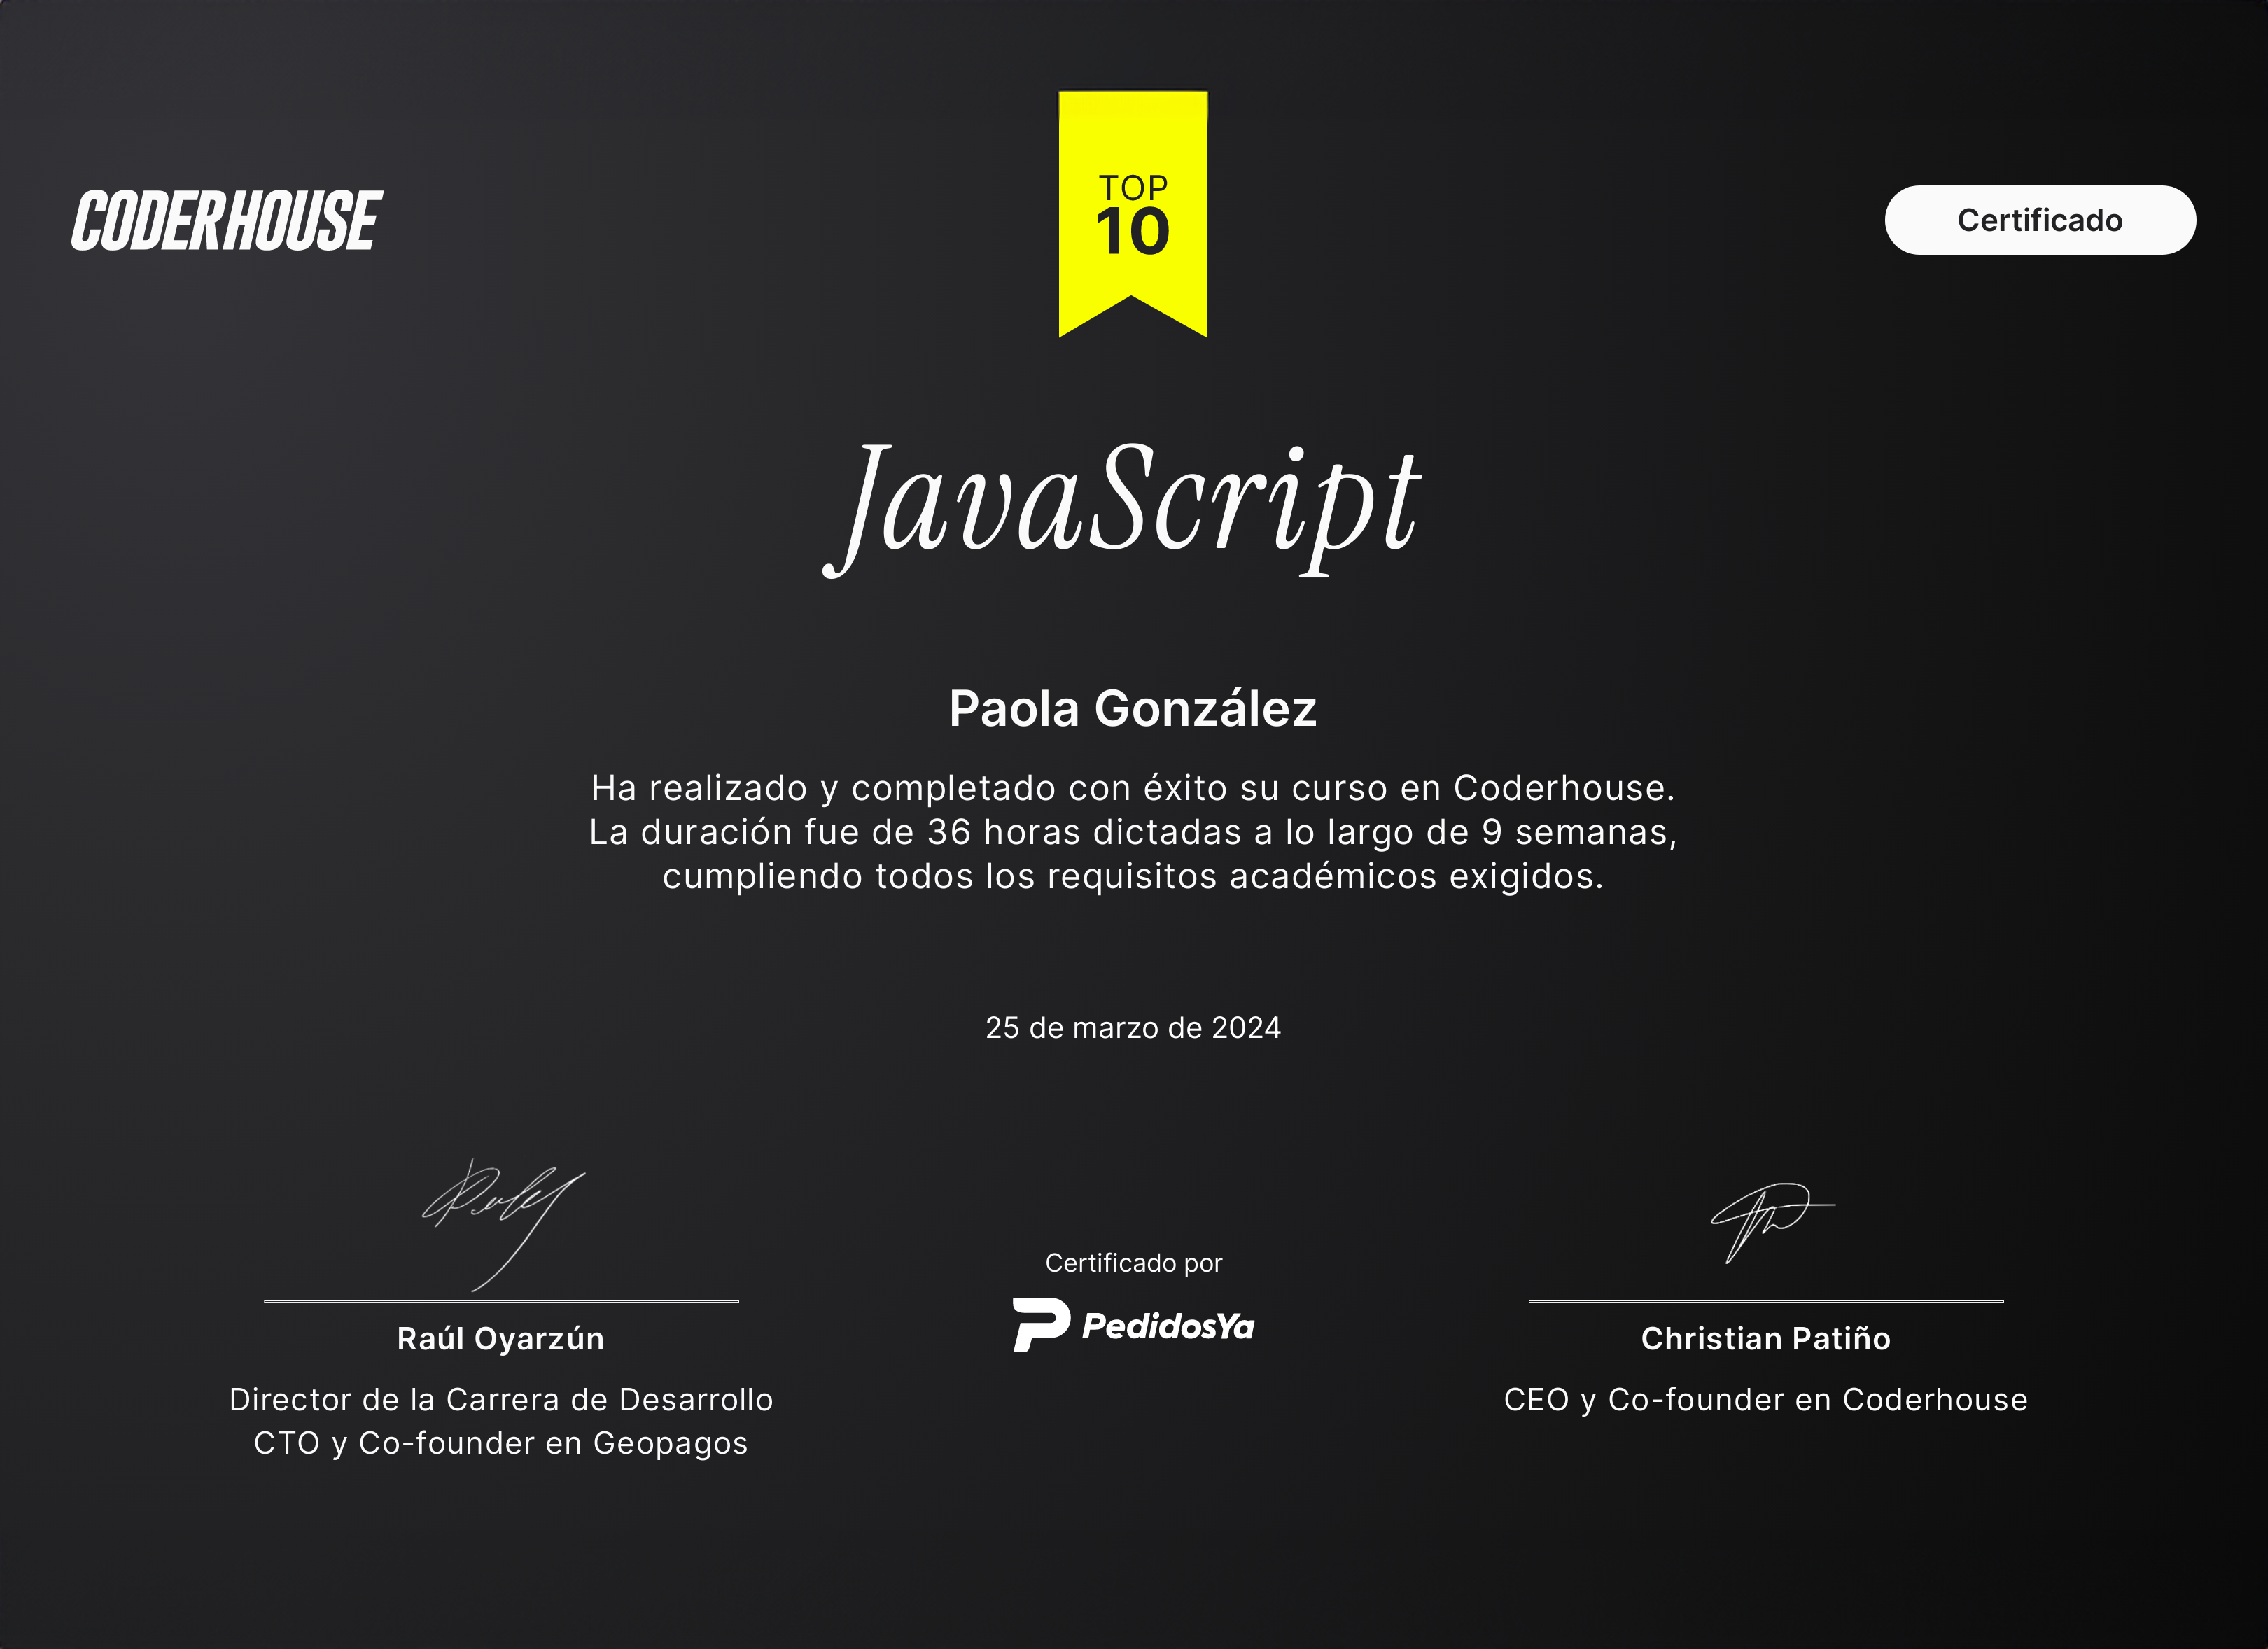 CODERHOUSE
TOP
10
Certificado
JavaScript
Paola González
Ha realizado y completado con éxito su curso en Coderhouse.
La duración fue de 36 horas dictadas a lo largo de 9 semanas,
cumpliendo todos los requisitos académicos exigidos.
25 de marzo de 2024
Raúl Oyarzún
Director de la Carrera de Desarrollo
CTO y Co-founder en Geopagos
Certificado por
PedidosYa
Christian Patiño
CEO y Co-founder en Coderhouse